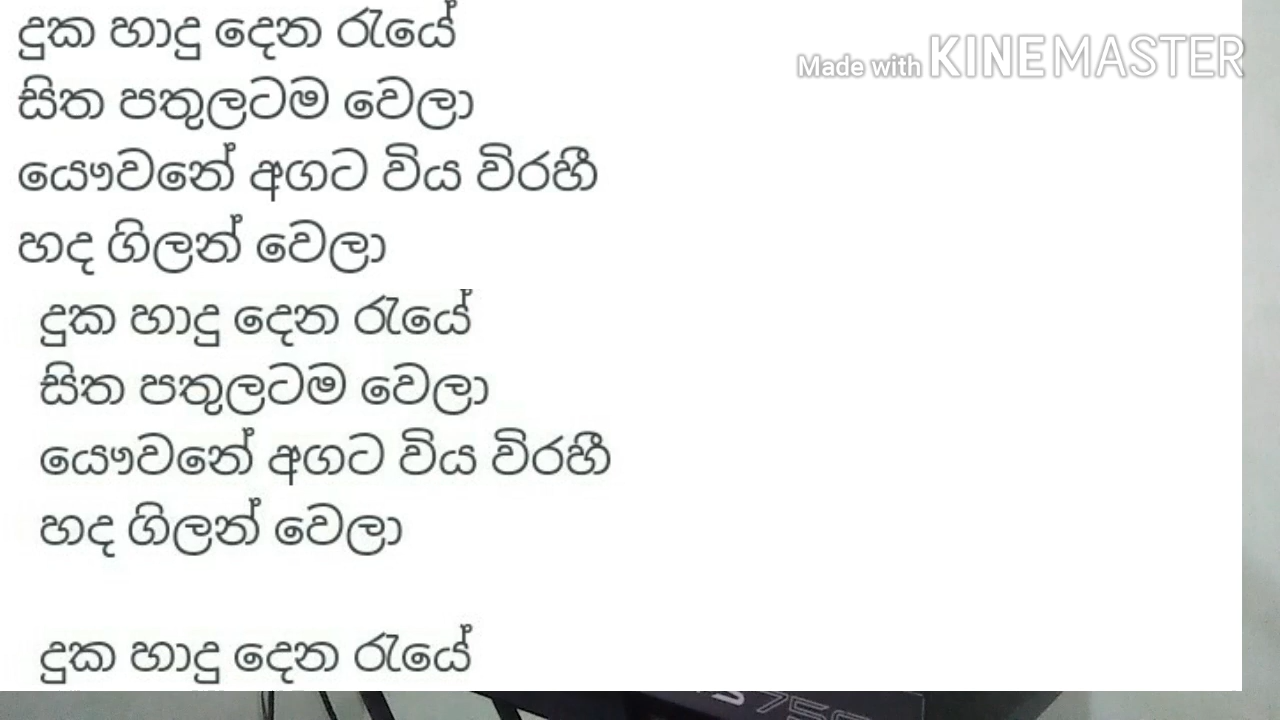 දුක හාදු දෙන රැයේ
Made with KINEMASTER
සිත පතුලටම වෙලා
යෞවනේ අගට විය විරහී
හද ගිලන් වෙලා
දුක හාදු දෙන රැයේ
සිත පතුලටම වෙලා
යෞවනේ අගට විය විරහී
හද ගිලන් වෙලා
දුක හාදු දෙන රැයේ